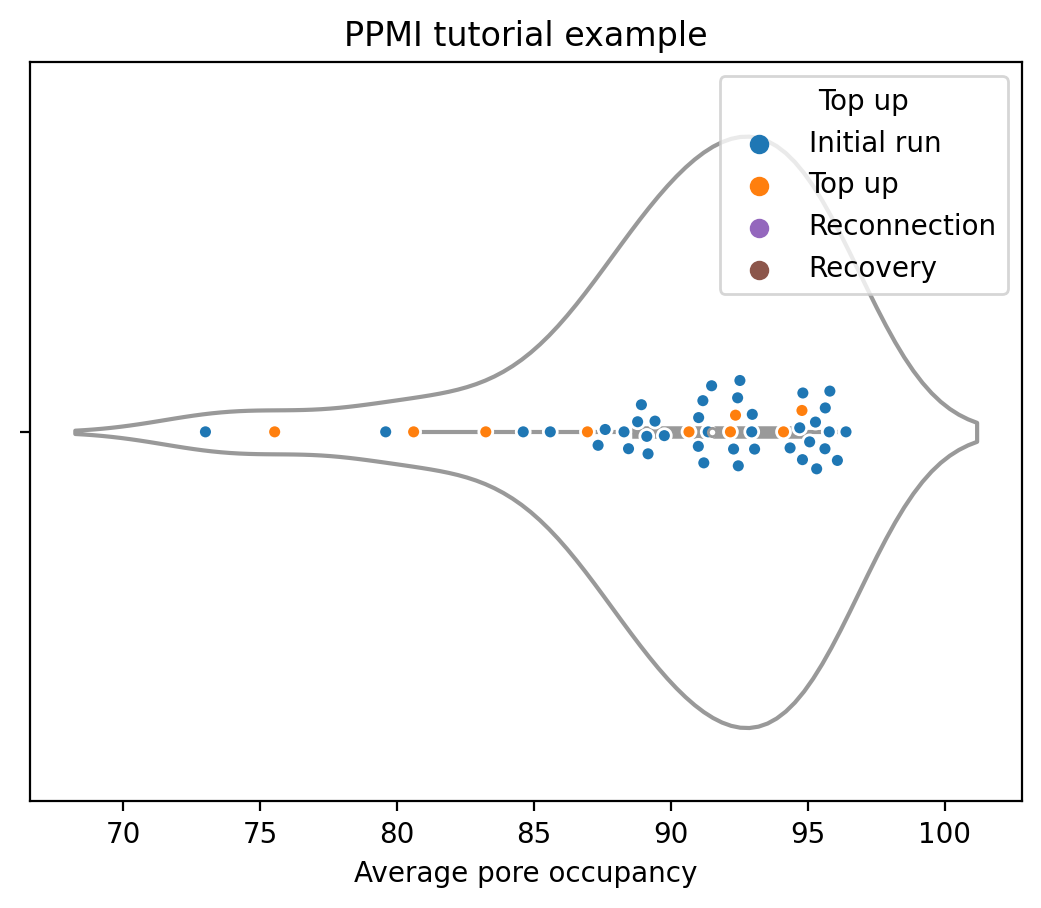 PPMI tutorial example
Top up
Initial run
Top up
Reconnection
Recovery
70 75 80 85 90 95 100
Average pore occupancy